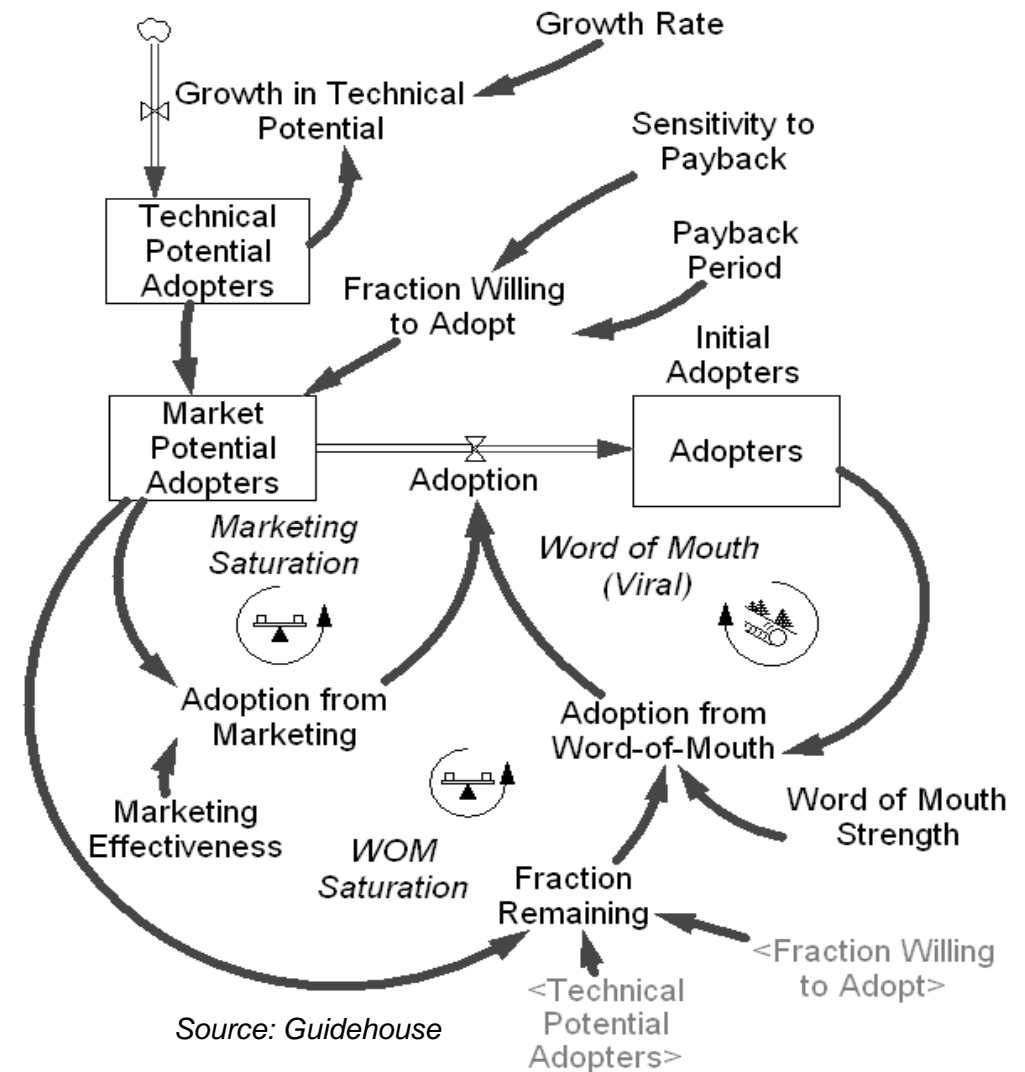 Growth Rate
Growth in Technical
Potential
Sensitivity to
Payback
Technical
Potential
Adopters
Payback
Period
Fraction Willing
to Adopt
Initial
Adopters
Market
Potential
Adopters
Adopters
Adoption
Marketing
Saturation
Word of Mouth
(Viral)
Adoption from
Marketing
Adoption from
Word-of-Mouth
Marketing
Effectiveness
Word of Mouth
Strength
WOM
Saturation
Fraction
Remaining
<Fraction Willing
to Adopt>
<Technical
Potential
Adopters>
Source: Guidehouse